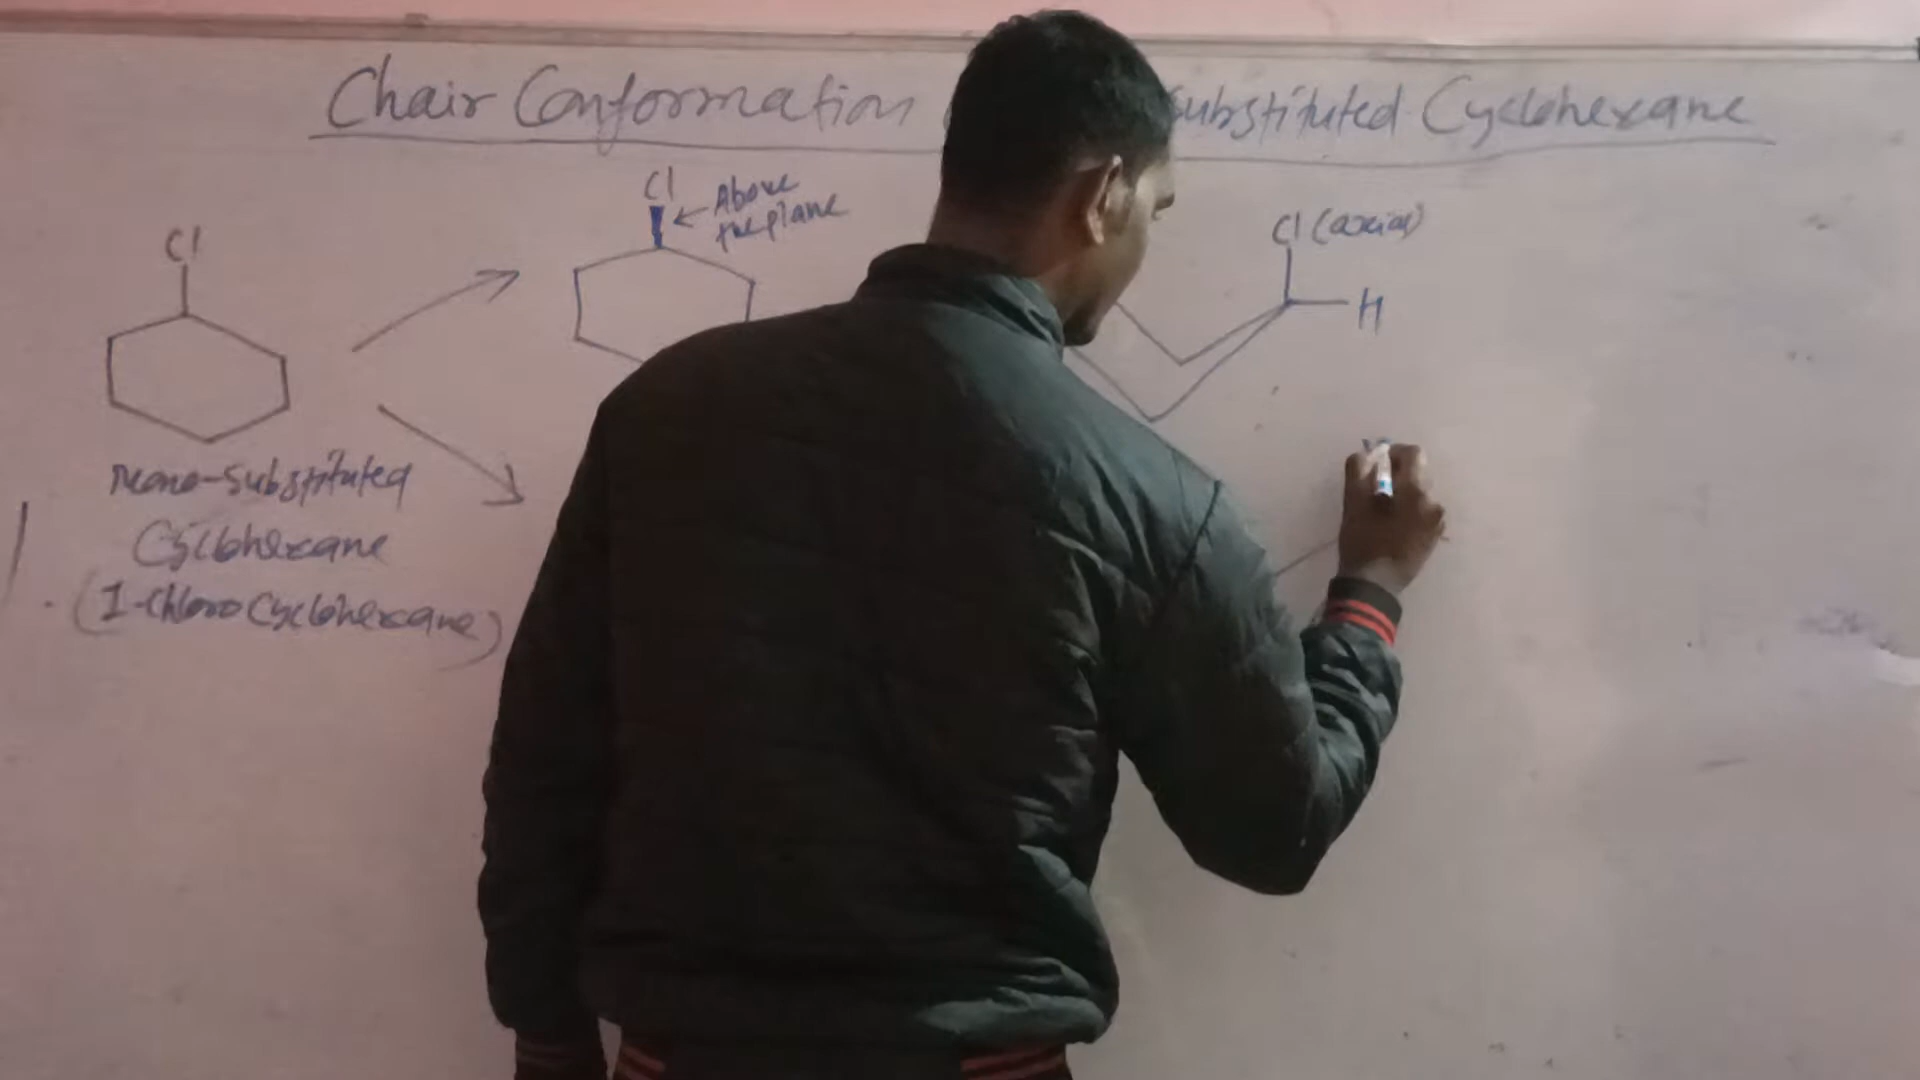 Chair Conformation
substituted Cyclohexane
Cl
Above
the plane
Cl
Cl (axial)
H
Mono-Substituted
Cyclohexane
(1-Chloro Cyclohexane)